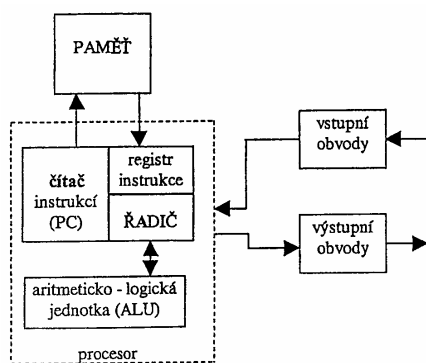 PAMĚŤ
čítač
instrukcí
(PC)
registr
instrukce
ŘADIČ
aritmeticko - logická
jednotka (ALU)
procesor
vstupní
obvody
výstupní
obvody